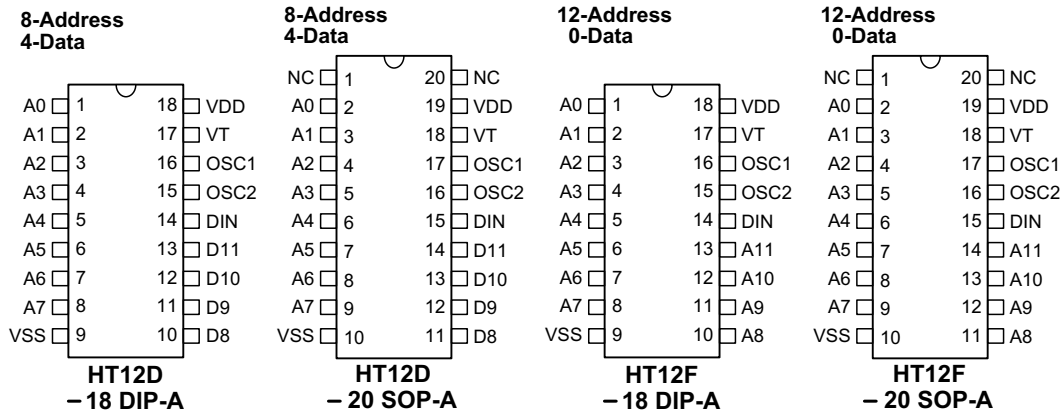 8-Address
4-Data
A0 1 18 VDD
A1 2 17 VT
A2 3 16 OSC1
A3 4 15 OSC2
A4 5 14 DIN
A5 6 13 D11
A6 7 12 D10
A7 8 11 D9
VSS 9 10 D8
HT12D
– 18 DIP-A
8-Address
4-Data
NC 1 20 NC
A0 2 19 VDD
A1 3 18 VT
A2 4 17 OSC1
A3 5 16 OSC2
A4 6 15 DIN
A5 7 14 D11
A6 8 13 D10
A7 9 12 D9
VSS 10 11 D8
HT12D
– 20 SOP-A
12-Address
0-Data
A0 1 18 VDD
A1 2 17 VT
A2 3 16 OSC1
A3 4 15 OSC2
A4 5 14 DIN
A5 6 13 A11
A6 7 12 A10
A7 8 11 A9
VSS 9 10 A8
HT12F
– 18 DIP-A
12-Address
0-Data
NC 1 20 NC
A0 2 19 VDD
A1 3 18 VT
A2 4 17 OSC1
A3 5 16 OSC2
A4 6 15 DIN
A5 7 14 A11
A6 8 13 A10
A7 9 12 A9
VSS 10 11 A8
HT12F
– 20 SOP-A